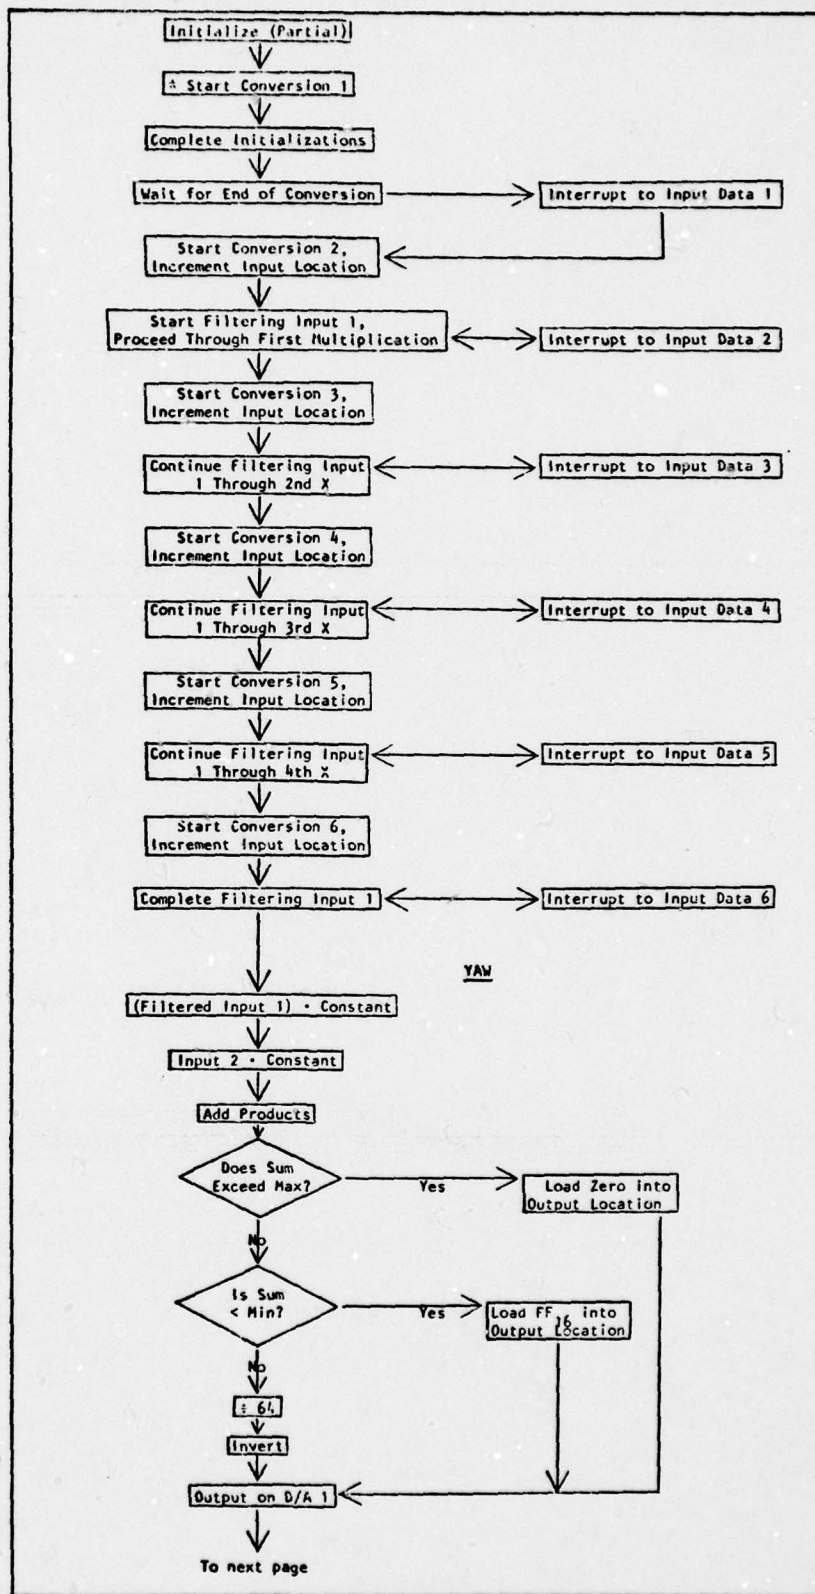 Initialize (Partial)
* Start Conversion 1
Complete Initializations
Wait for End of Conversion
Interrupt to Input Data 1
Start Conversion 2,
Increment Input Location
Start Filtering Input 1,
Proceed Through First Multiplication
Interrupt to Input Data 2
Start Conversion 3,
Increment Input Location
Continue Filtering Input
1 Through 2nd X
Interrupt to Input Data 3
Start Conversion 4,
Increment Input Location
Continue Filtering Input
1 Through 3rd X
Interrupt to Input Data 4
Start Conversion 5,
Increment Input Location
Continue Filtering Input
1 Through 4th X
Interrupt to Input Data 5
Start Conversion 6,
Increment Input Location
Complete Filtering Input 1
Interrupt to Input Data 6
YAW
(Filtered Input 1) · Constant
Input 2 · Constant
Add Products
Does Sum
Exceed Max?
Yes
Load Zero into
Output Location
No
Is Sum
< Min?
Yes
Load FF16 into
Output Location
No
÷ 64
Invert
Output on D/A 1
To next page